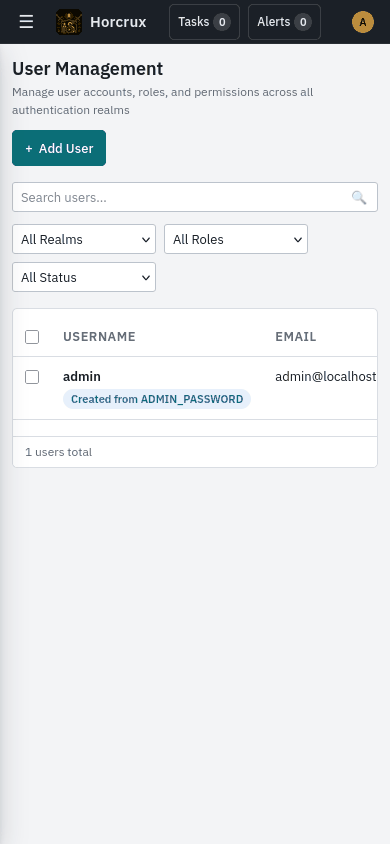 ☰ Horcrux Tasks 0 Alerts 0 A
User Management
Manage user accounts, roles, and permissions across all
authentication realms
+ Add User
Search users...
All Realms All Roles
All Status
USERNAME EMAIL
admin admin@localhost
Created from ADMIN_PASSWORD
1 users total